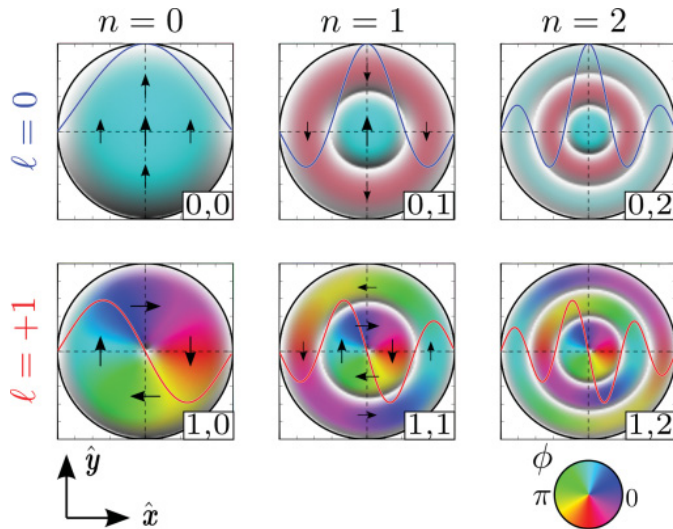 n = 0 n = 1 n = 2
ℓ = 0
0,0 0,1 0,2
ℓ = +1
1,0 1,1 1,2
ŷ
x̂
ϕ
π 0